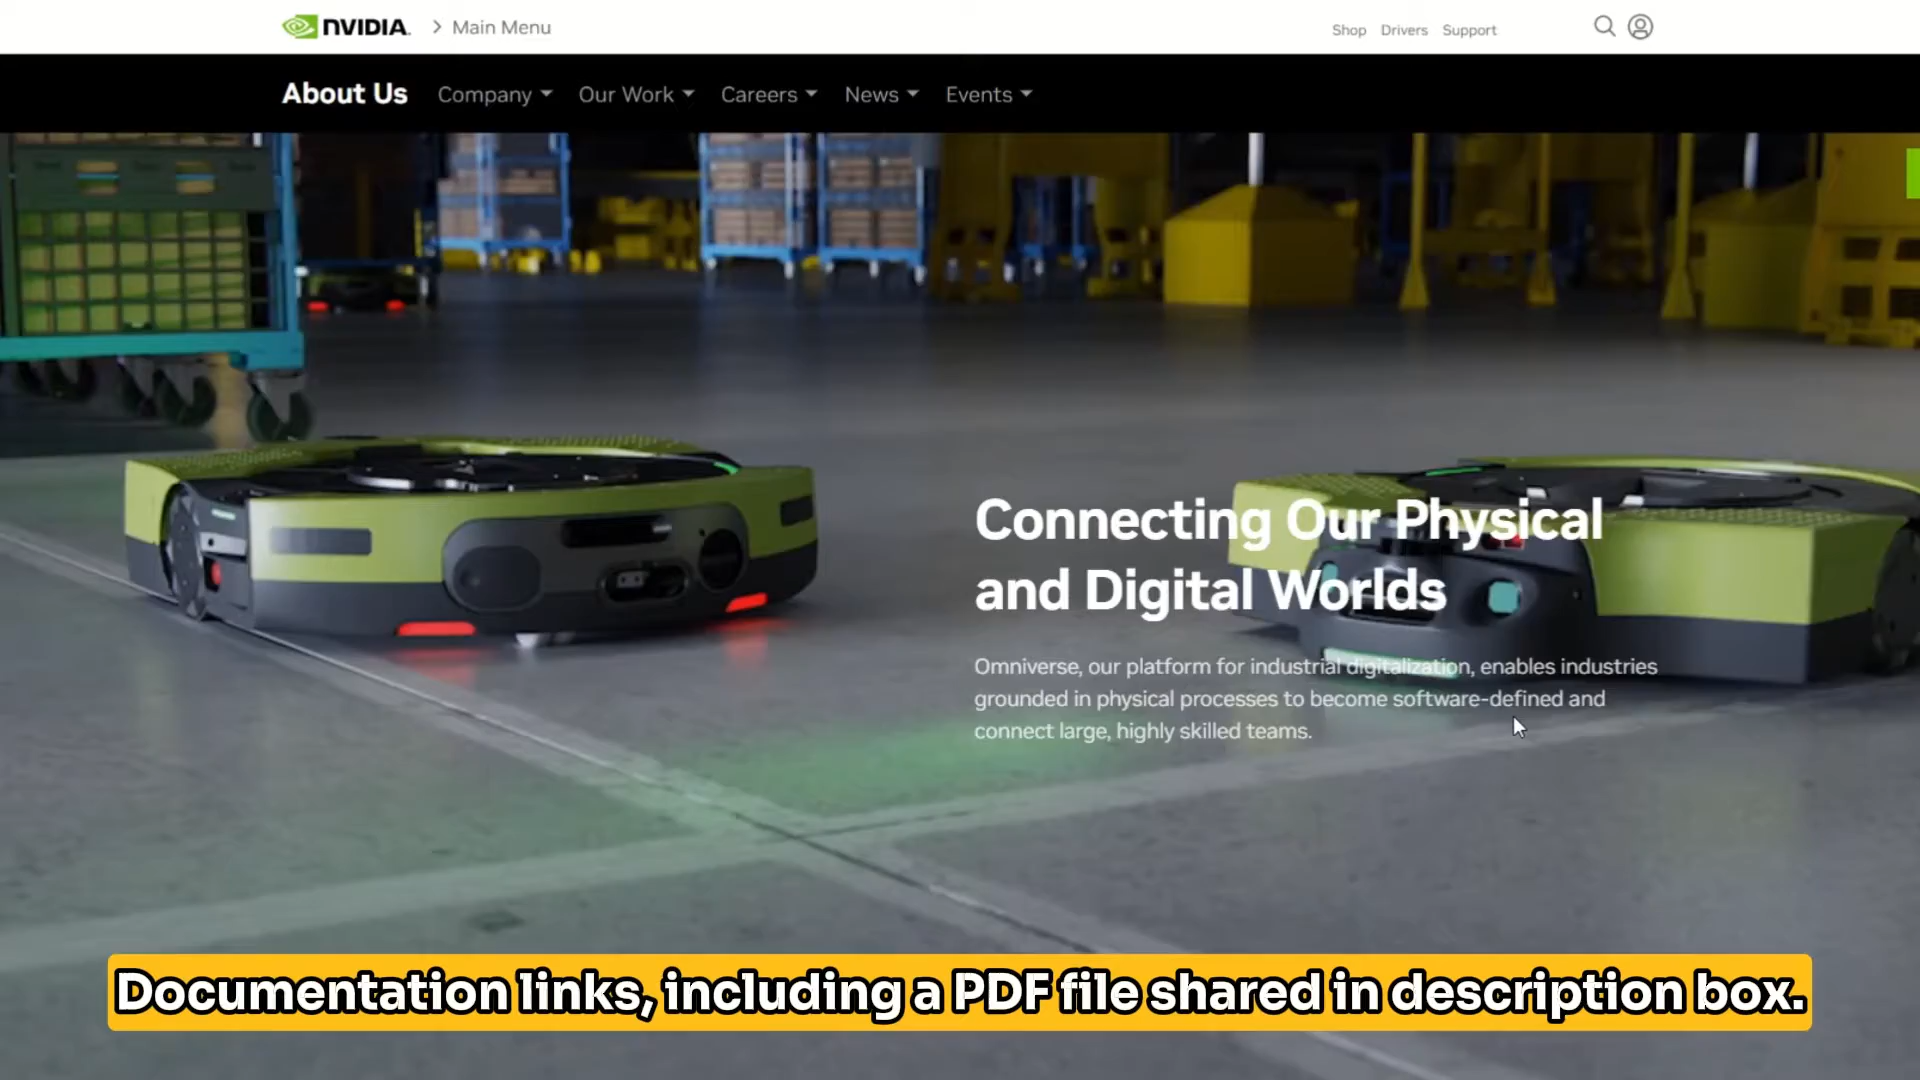 NVIDIA. > Main Menu
Shop Drivers Support
About Us Company Our Work Careers News Events
Connecting Our Physical
and Digital Worlds
Omniverse, our platform for industrial digitalization, enables industries
grounded in physical processes to become software-defined and
connect large, highly skilled teams.
Documentation links, including a PDF file shared in description box.